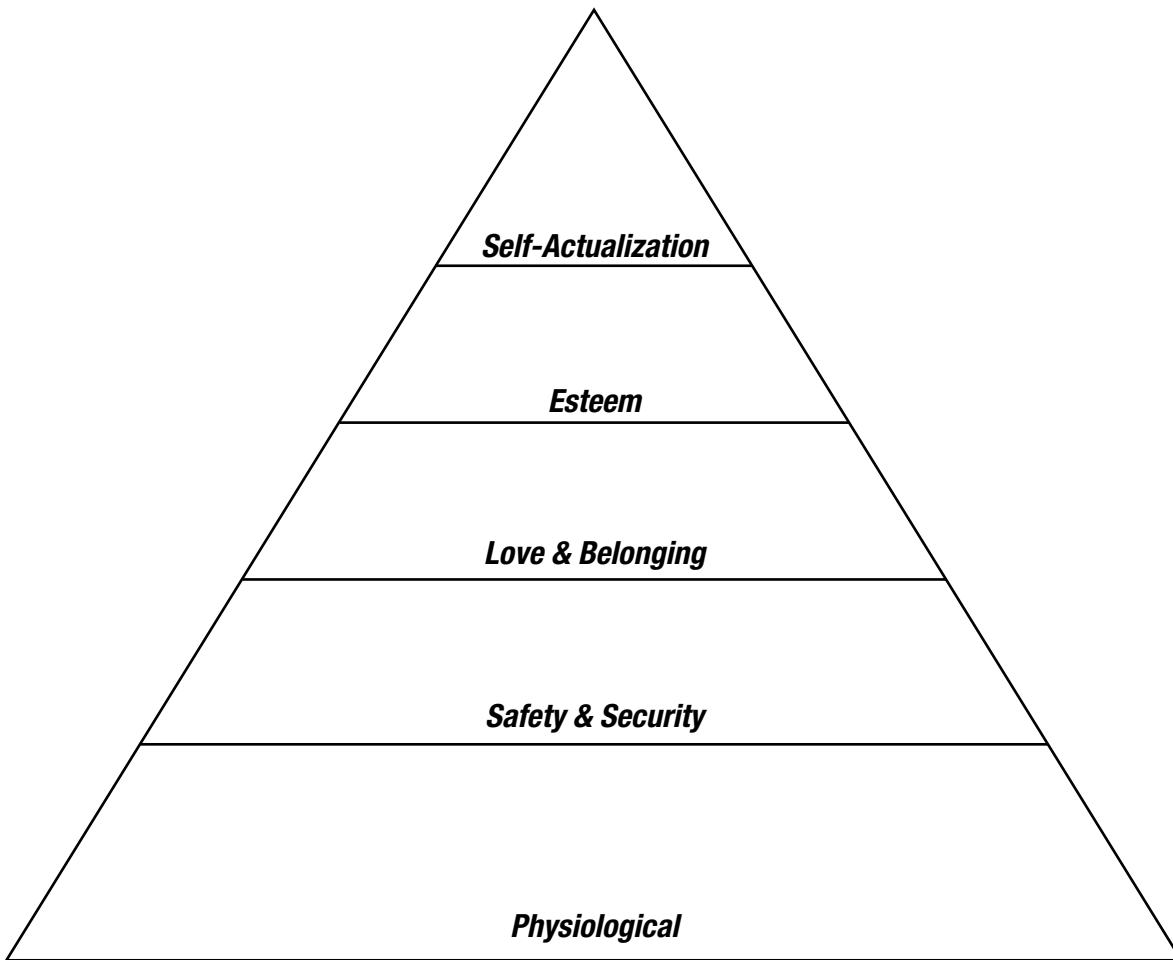 Self-Actualization
Esteem
Love & Belonging
Safety & Security
Physiological